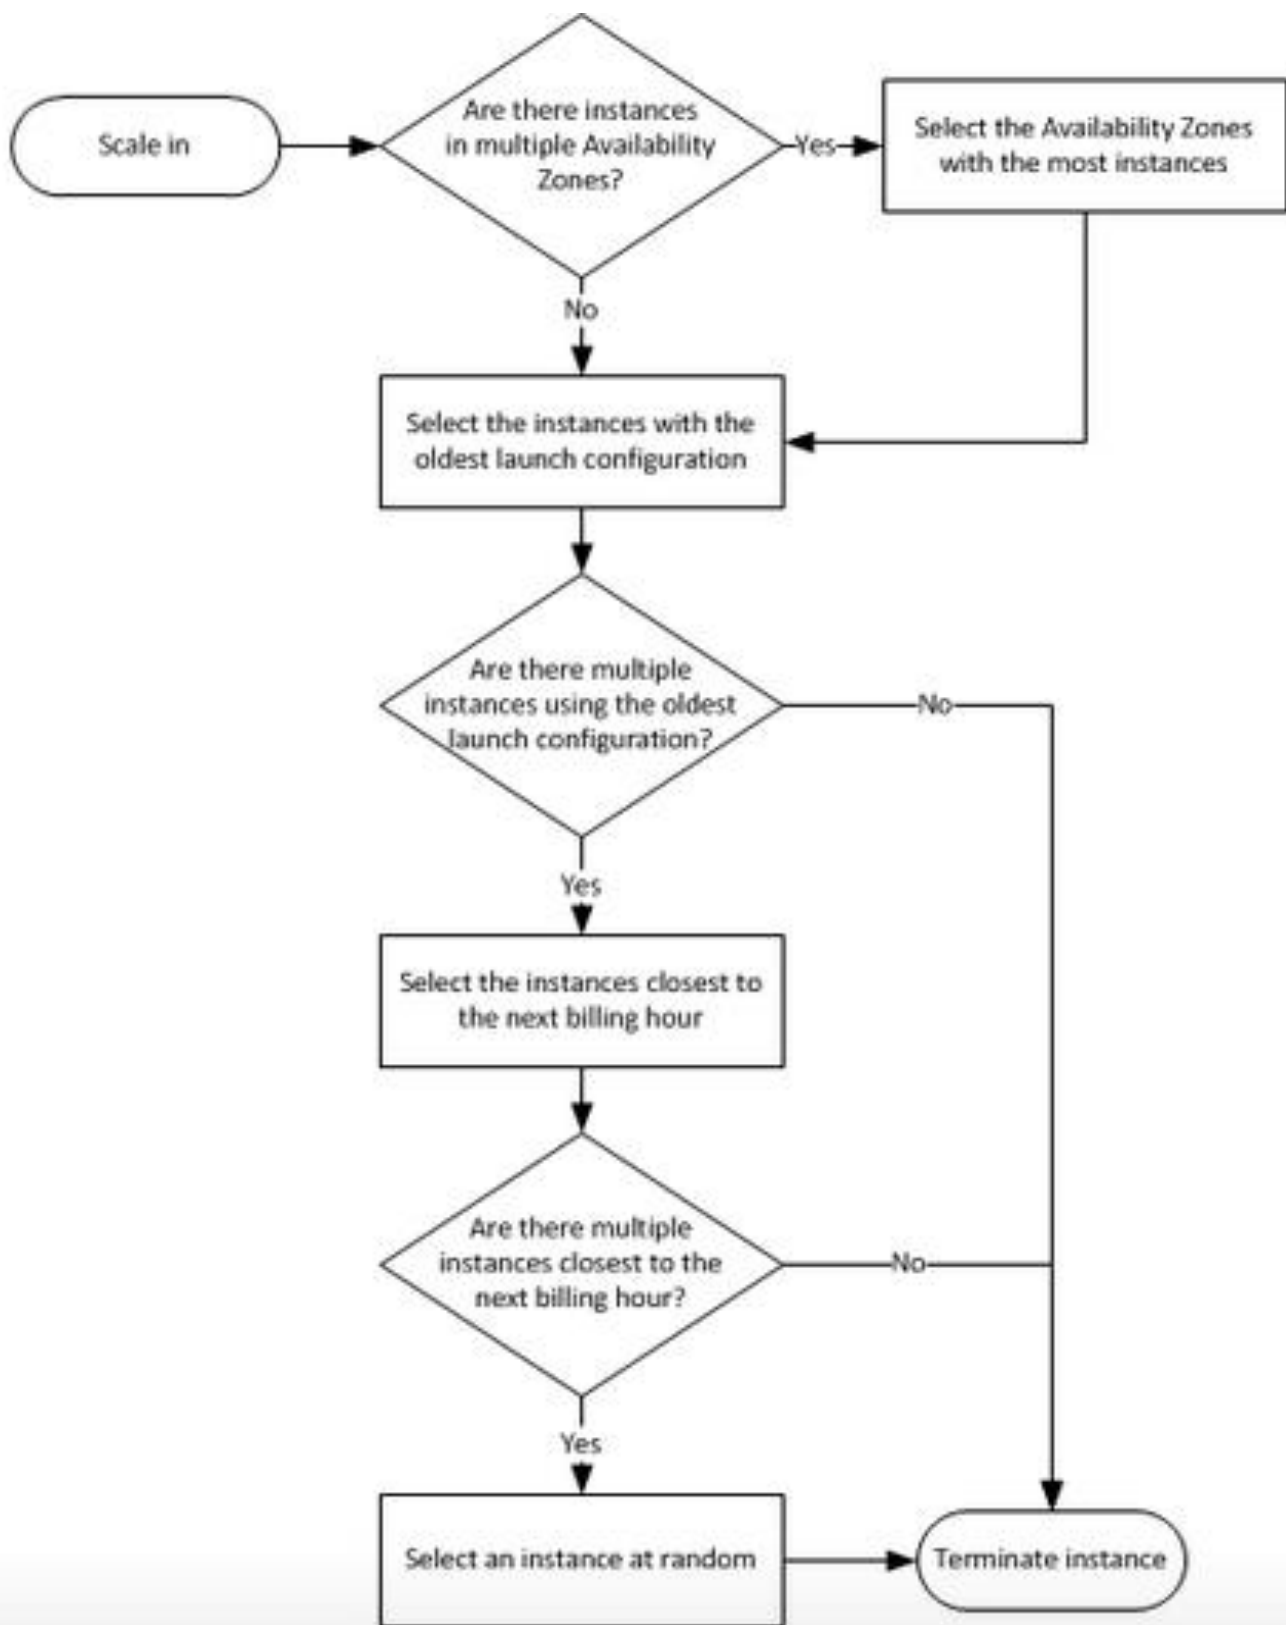 Scale in
Are there instances
in multiple Availability
Zones?
Yes
Select the Availability Zones
with the most instances
No
Select the instances with the
oldest launch configuration
Are there multiple
instances using the oldest
launch configuration?
No
Yes
Select the instances closest to
the next billing hour
Are there multiple
instances closest to the
next billing hour?
No
Yes
Select an instance at random
Terminate instance